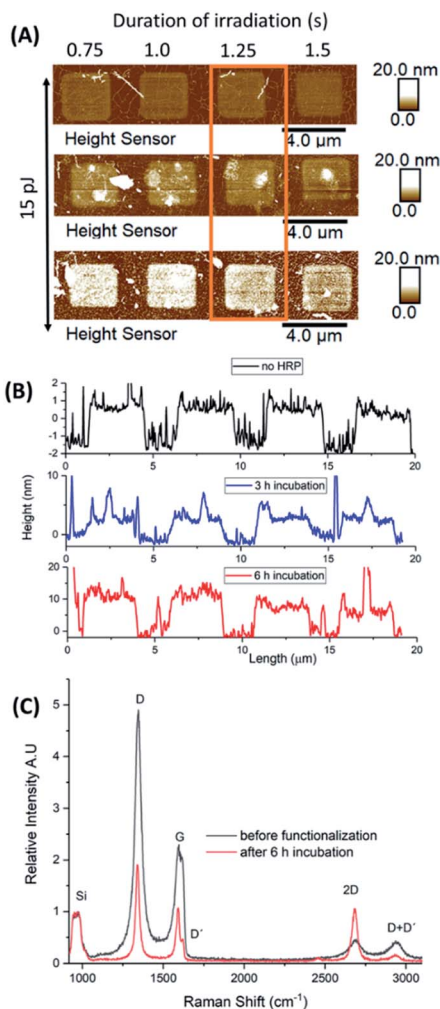 Duration of irradiation (s)
(A)
0.75 1.0 1.25 1.5
20.0 nm
0.0
Height Sensor 4.0 µm
15 pJ
20.0 nm
0.0
Height Sensor 4.0 µm
20.0 nm
0.0
Height Sensor 4.0 µm
(B)
no HRP
2
1
0
-1
-2
0 5 10 15 20
Height (nm)
3 h incubation
10
5
0
0 5 10 15 20
6 h incubation
20
10
0
0 5 10 15 20
Length (µm)
(C)
Relative Intensity A.U
5
4
3
2
1
0
D
G
before functionalization
after 6 h incubation
Si
D´
2D
D+D´
1000 1500 2000 2500 3000
Raman Shift (cm⁻¹)